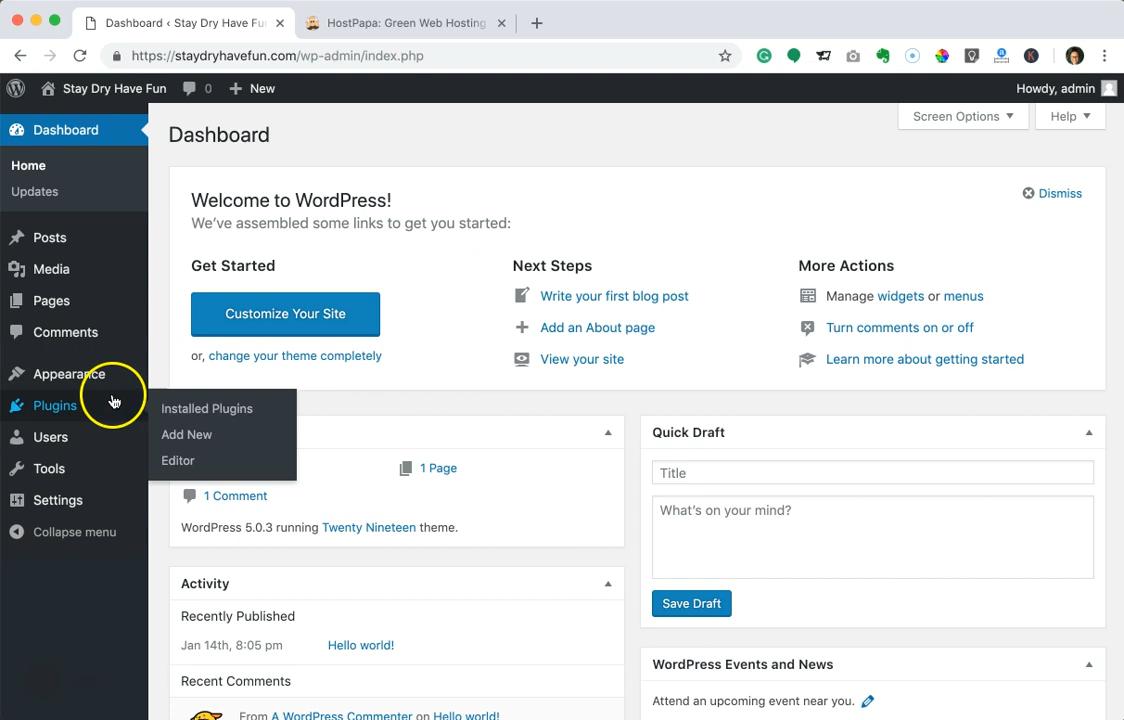 Dashboard ‹ Stay Dry Have Fu
HostPapa: Green Web Hosting
https://staydryhavefun.com/wp-admin/index.php
Stay Dry Have Fun
0
New
Howdy, admin
Dashboard
Home
Updates
Posts
Media
Pages
Comments
Appearance
Plugins
Users
Tools
Settings
Collapse menu
Installed Plugins
Add New
Editor
Dashboard
Screen Options
Help
Welcome to WordPress!
We've assembled some links to get you started:
Dismiss
Get Started
Customize Your Site
or, change your theme completely
Next Steps
Write your first blog post
Add an About page
View your site
More Actions
Manage widgets or menus
Turn comments on or off
Learn more about getting started
1 Page
1 Comment
WordPress 5.0.3 running Twenty Nineteen theme.
Activity
Recently Published
Jan 14th, 8:05 pm Hello world!
Recent Comments
From A WordPress Commenter on Hello world!
Quick Draft
Title
What's on your mind?
Save Draft
WordPress Events and News
Attend an upcoming event near you.